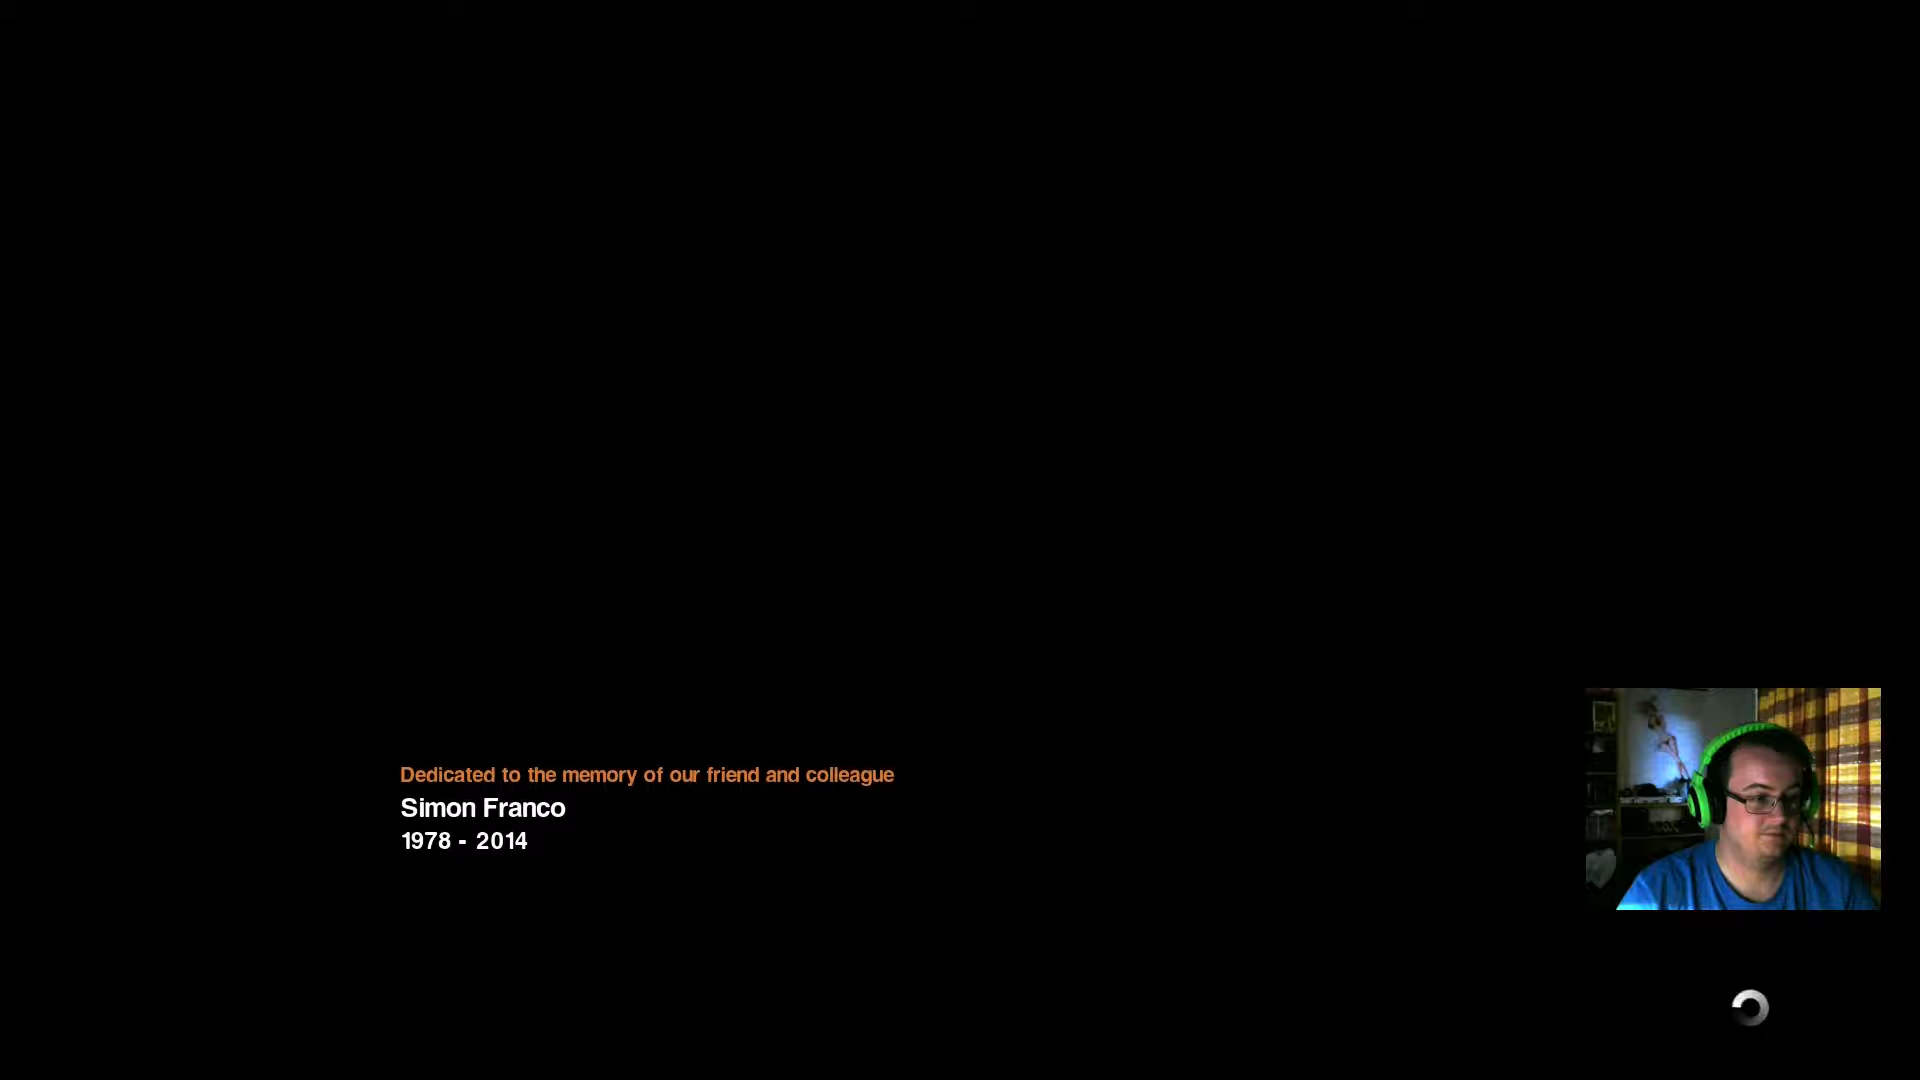 Dedicated to the memory of our friend and colleague
Simon Franco
1978 - 2014